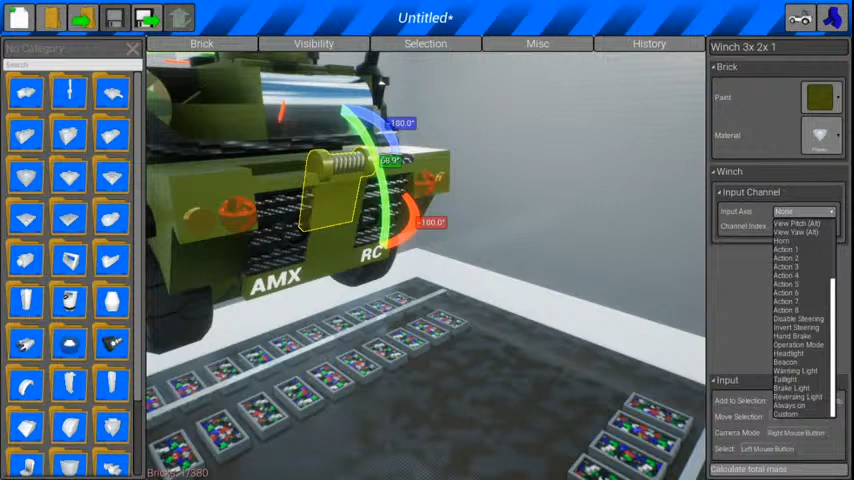 Untitled*
Brick
Visibility
Selection
Misc
History
No Category
Search
Winch 3x 2x 1
Brick
Paint
Material
Plastic
Winch
Input Channel
Input Axis
None
Channel Index
View Pitch (Alt)
View Yaw (Alt)
Horn
Action 1
Action 2
Action 3
Action 4
Action 5
Action 6
Action 7
Action 8
Disable Steering
Invert Steering
Hand Brake
Operation Mode
Headlight
Beacon
Warning Light
Taillight
Brake Light
Reversing Light
Always on
Custom
-180.0°
-180.0°
AMX
RC
Input
Add to Selection:
Move Selection:
Camera Mode
Right Mouse Button
Select:
Left Mouse Button
Calculate total mass
Bricks: 17380